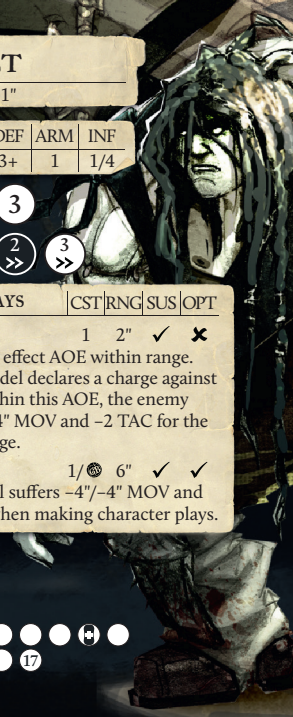 T
1"
DEF ARM INF
3+ 1 1/4
3
2 >> 3 >>
AYS CST RNG SUS OPT
1 2" ✓ ✘
effect AOE within range.
del declares a charge against
hin this AOE, the enemy
4" MOV and –2 TAC for the
ge.
1/ 6" ✓ ✓
l suffers –4"/–4" MOV and
hen making character plays.
17